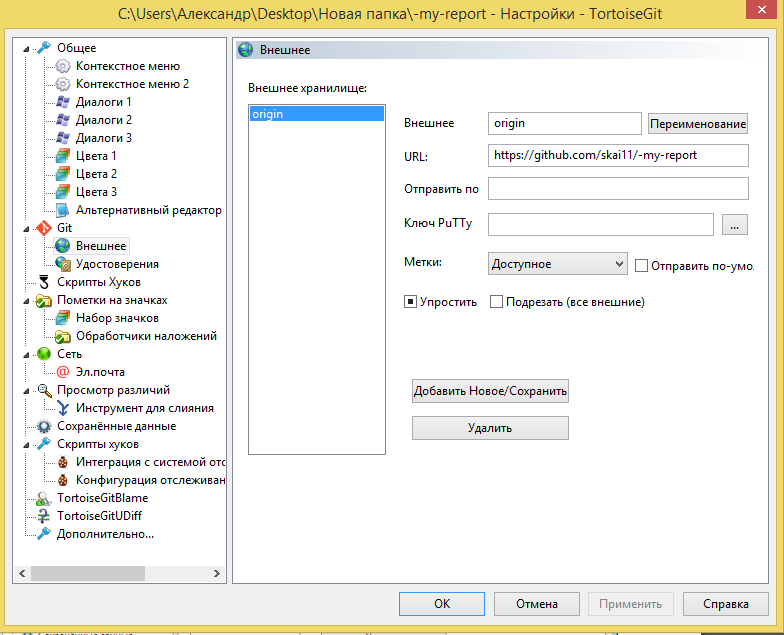 C:\Users\Александр\Desktop\Новая папка\-my-report - Настройки - TortoiseGit
Общее
Контекстное меню
Контекстное меню 2
Диалоги 1
Диалоги 2
Диалоги 3
Цвета 1
Цвета 2
Цвета 3
Альтернативный редактор
Git
Внешнее
Удостоверения
Скрипты Хуков
Пометки на значках
Набор значков
Обработчики наложений
Сеть
Эл.почта
Просмотр различий
Инструмент для слияния
Сохранённые данные
Скрипты хуков
Интеграция с системой отс
Конфигурация отслеживан
TortoiseGitBlame
TortoiseGitUDiff
Дополнительно...
Внешнее
Внешнее хранилище:
origin
Внешнее
origin
Переименование
URL:
https://github.com/skai11/-my-report
Отправить по
Ключ PuTTy
...
Метки:
Доступное
Отправить по-умо.
Упростить
Подрезать (все внешние)
Добавить Новое/Сохранить
Удалить
OK
Отмена
Применить
Справка